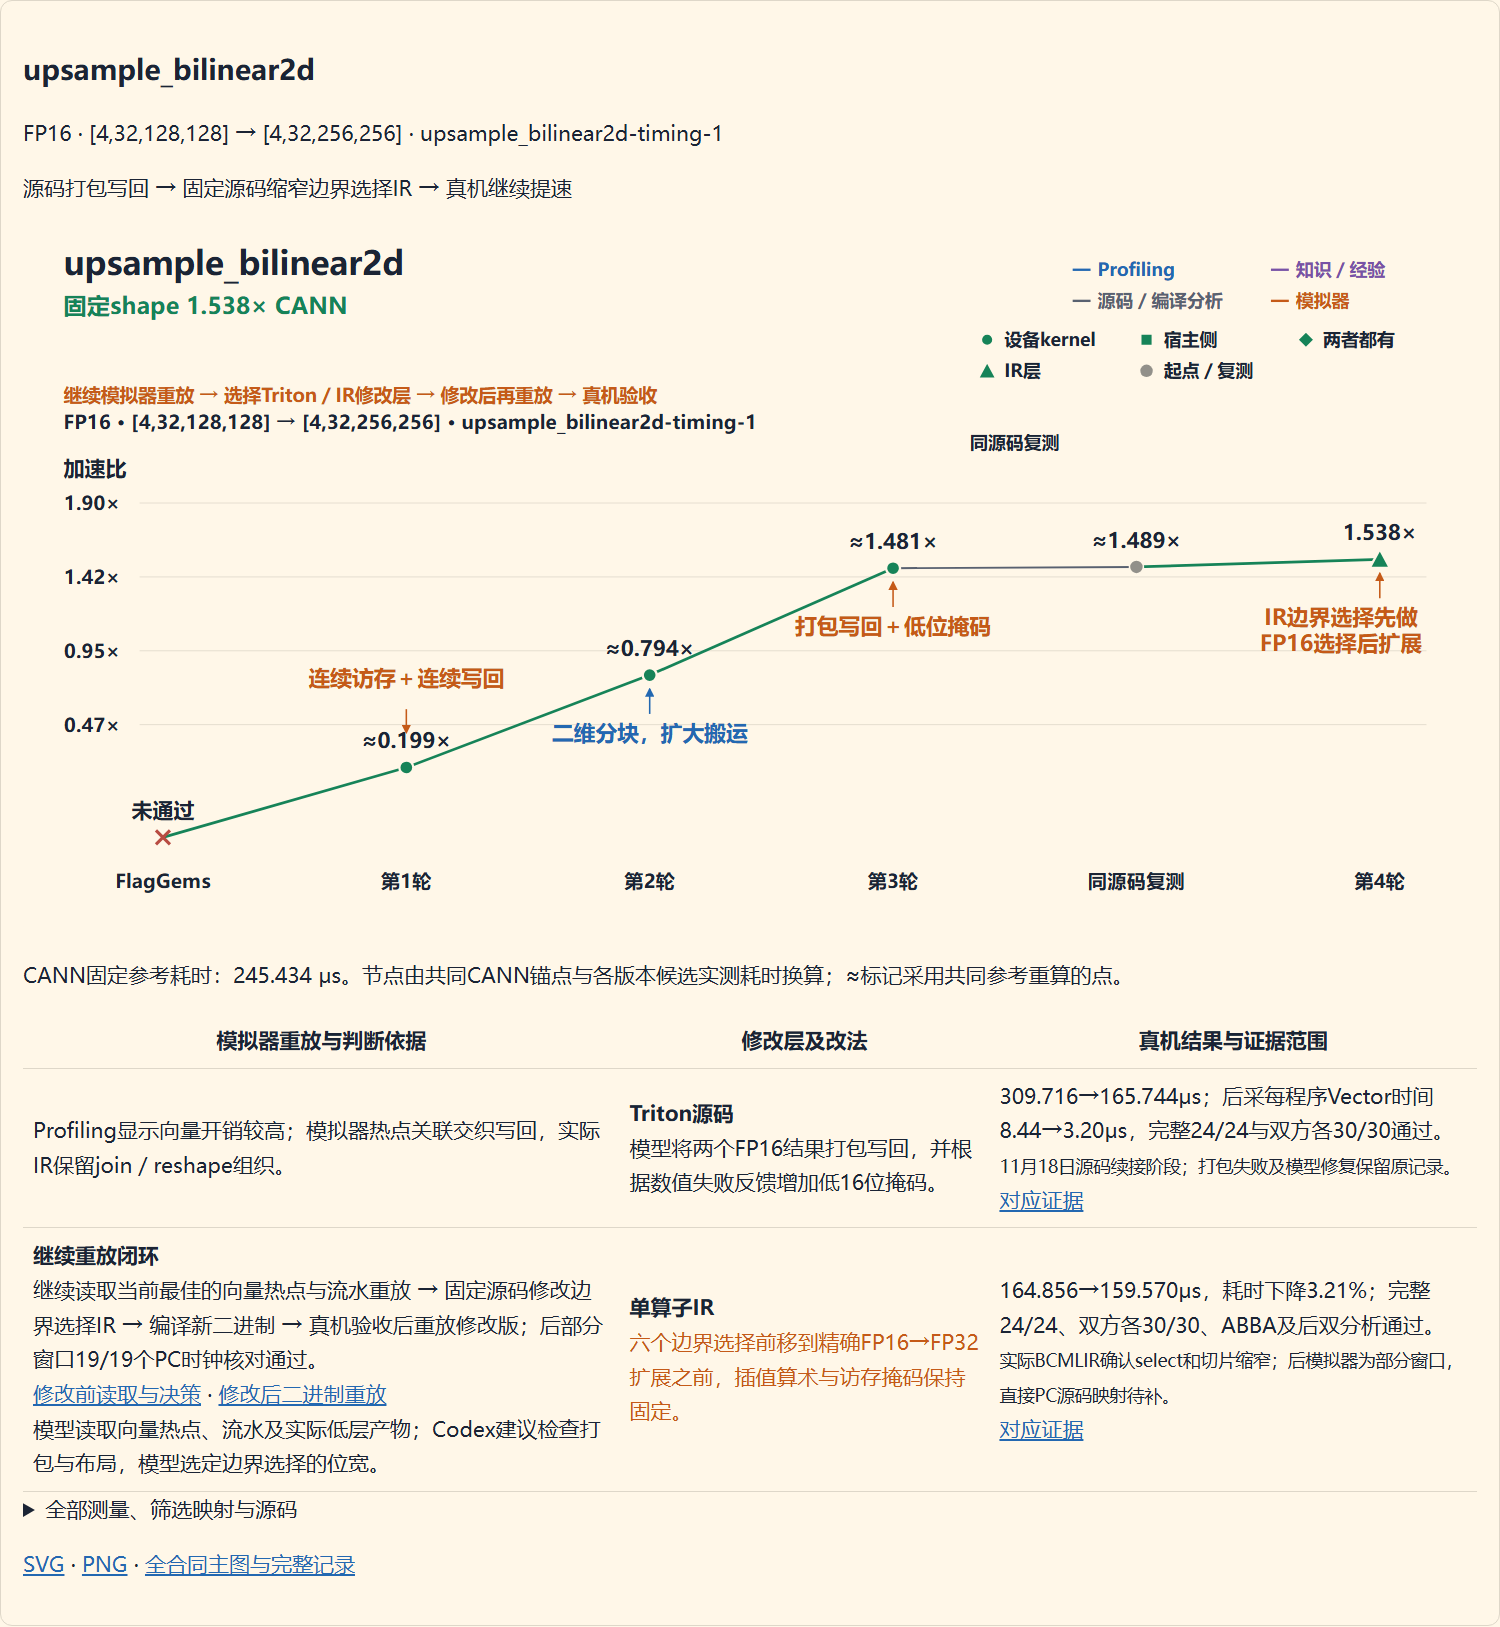 upsample_bilinear2d
FP16 · [4,32,128,128] → [4,32,256,256] · upsample_bilinear2d-timing-1
源码打包写回 → 固定源码缩窄边界选择IR → 真机继续提速
upsample_bilinear2d
固定shape 1.538× CANN
— Profiling
— 知识 / 经验
— 源码 / 编译分析
— 模拟器
设备kernel
宿主侧
两者都有
IR层
起点 / 复测
继续模拟器重放 → 选择Triton / IR修改层 → 修改后再重放 → 真机验收
FP16 • [4,32,128,128] → [4,32,256,256] • upsample_bilinear2d-timing-1
同源码复测
加速比
1.90×
1.42×
0.95×
0.47×
未通过
≈0.199×
≈0.794×
≈1.481×
≈1.489×
1.538×
连续访存 + 连续写回
二维分块，扩大搬运
打包写回 + 低位掩码
IR边界选择先做
FP16选择后扩展
FlagGems
第1轮
第2轮
第3轮
同源码复测
第4轮
CANN固定参考耗时：245.434 μs。节点由共同CANN锚点与各版本候选实测耗时换算；≈标记采用共同参考重算的点。
模拟器重放与判断依据
修改层及改法
真机结果与证据范围
Profiling显示向量开销较高；模拟器热点关联交织写回，实际
IR保留join / reshape组织。
Triton源码
模型将两个FP16结果打包写回，并根
据数值失败反馈增加低16位掩码。
309.716→165.744μs；后采每程序Vector时间
8.44→3.20μs，完整24/24与双方各30/30通过。
11月18日源码续接阶段；打包失败及模型修复保留原记录。
对应证据
继续重放闭环
继续读取当前最佳的向量热点与流水重放 → 固定源码修改边
界选择IR → 编译新二进制 → 真机验收后重放修改版；后部分
窗口19/19个PC时钟核对通过。
修改前读取与决策 · 修改后二进制重放
模型读取向量热点、流水及实际低层产物；Codex建议检查打
包与布局，模型选定边界选择的位宽。
单算子IR
六个边界选择前移到精确FP16→FP32
扩展之前，插值算术与访存掩码保持
固定。
164.856→159.570μs，耗时下降3.21%；完整
24/24、双方各30/30、ABBA及后双分析通过。
实际BCMLIR确认select和切片缩窄；后模拟器为部分窗口，
直接PC源码映射待补。
对应证据
▶ 全部测量、筛选映射与源码
SVG · PNG · 全合同主图与完整记录